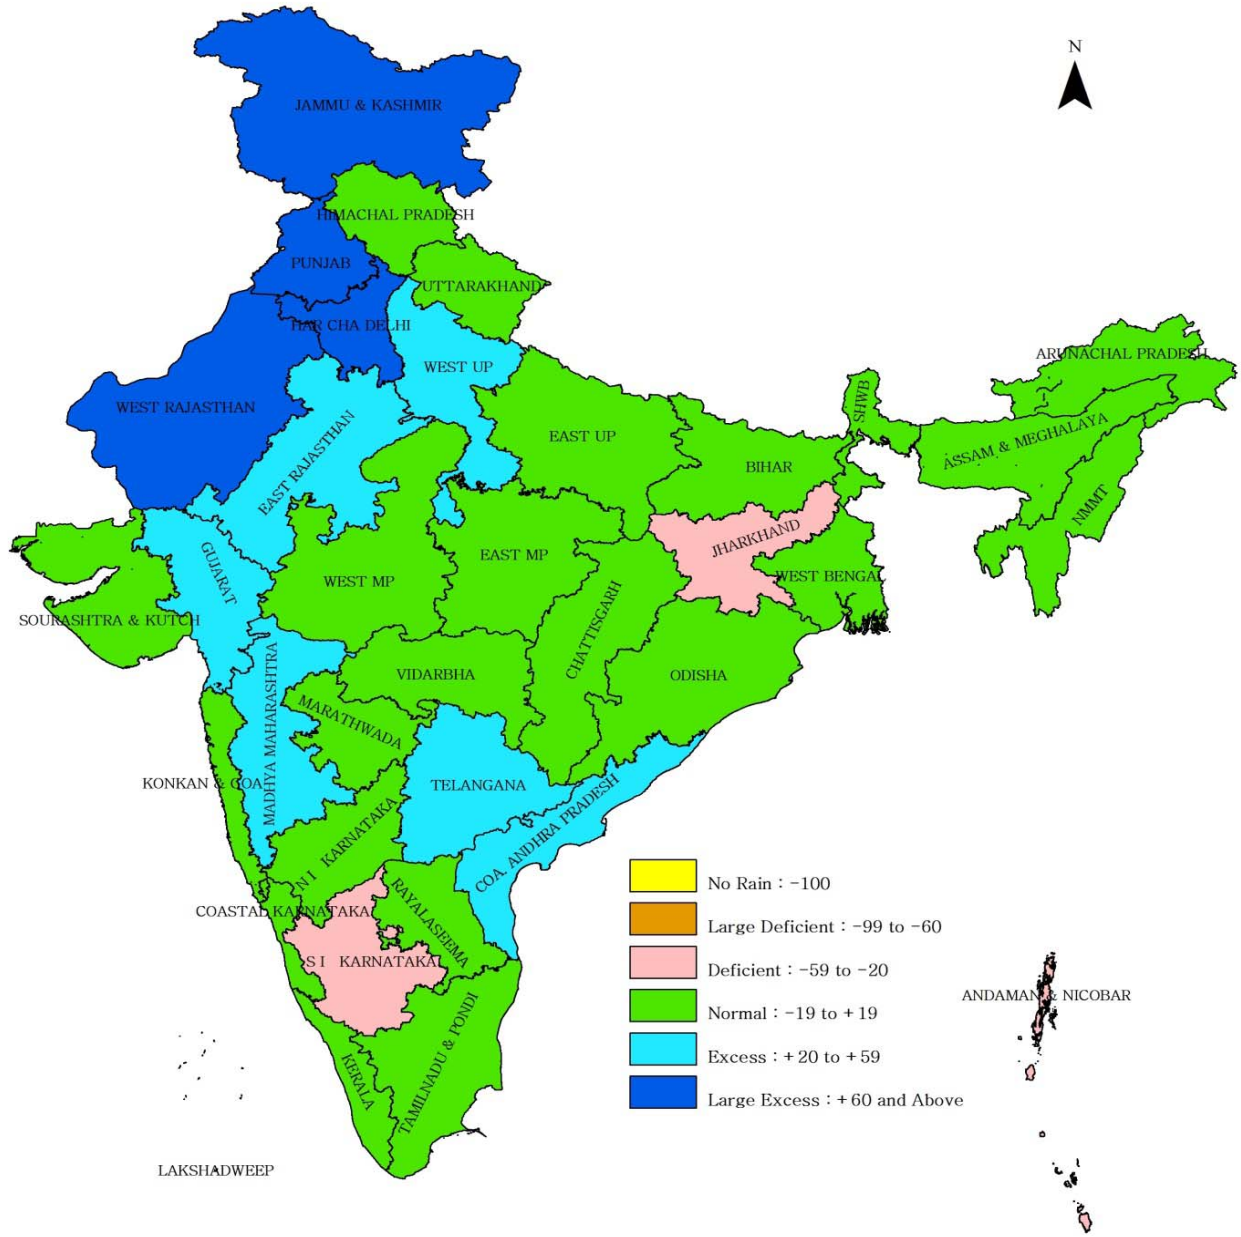 N
JAMMU & KASHMIR
HIMACHAL PRADESH
PUNJAB
UTTARAKHAND
HAR CHA DELHI
WEST UP
ARUNACHAL PRADESH
WEST RAJASTHAN
EAST RAJASTHAN
EAST UP
SHWB
ASSAM & MEGHALAYA
BIHAR
NMMT
JHARKHAND
GUJARAT
WEST MP
EAST MP
WEST BENGAL
SOURASHTRA & KUTCH
CHATTISGARH
VIDARBHA
ODISHA
MADHYA MAHARASHTRA
MARATHWADA
KONKAN & GOA
TELANGANA
COA. ANDHRA PRADESH
N I KARNATAKA
RAYALASEEMA
COASTAL KARNATAKA
S I KARNATAKA
ANDAMAN & NICOBAR
KERALA
TAMILNADU & PONDI
LAKSHADWEEP
No Rain : -100
Large Deficient : -99 to -60
Deficient : -59 to -20
Normal : -19 to +19
Excess : +20 to +59
Large Excess : +60 and Above